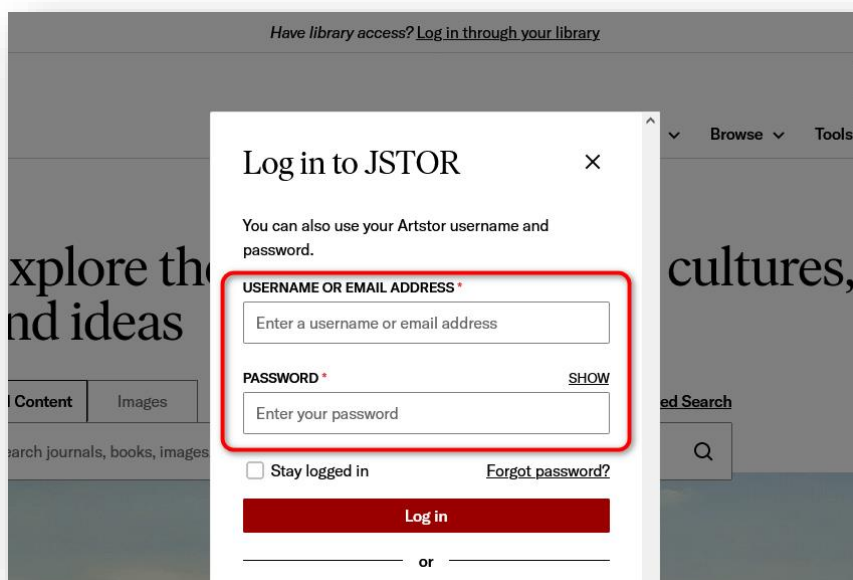 Have library access? Log in through your library
Browse
Tools
Log in to JSTOR
You can also use your Artstor username and
password.
xplore the
cultures,
nd ideas
USERNAME OR EMAIL ADDRESS *
Enter a username or email address
PASSWORD *
SHOW
Enter your password
Content
Images
ed Search
earch journals, books, images
Stay logged in
Forgot password?
Log in
or